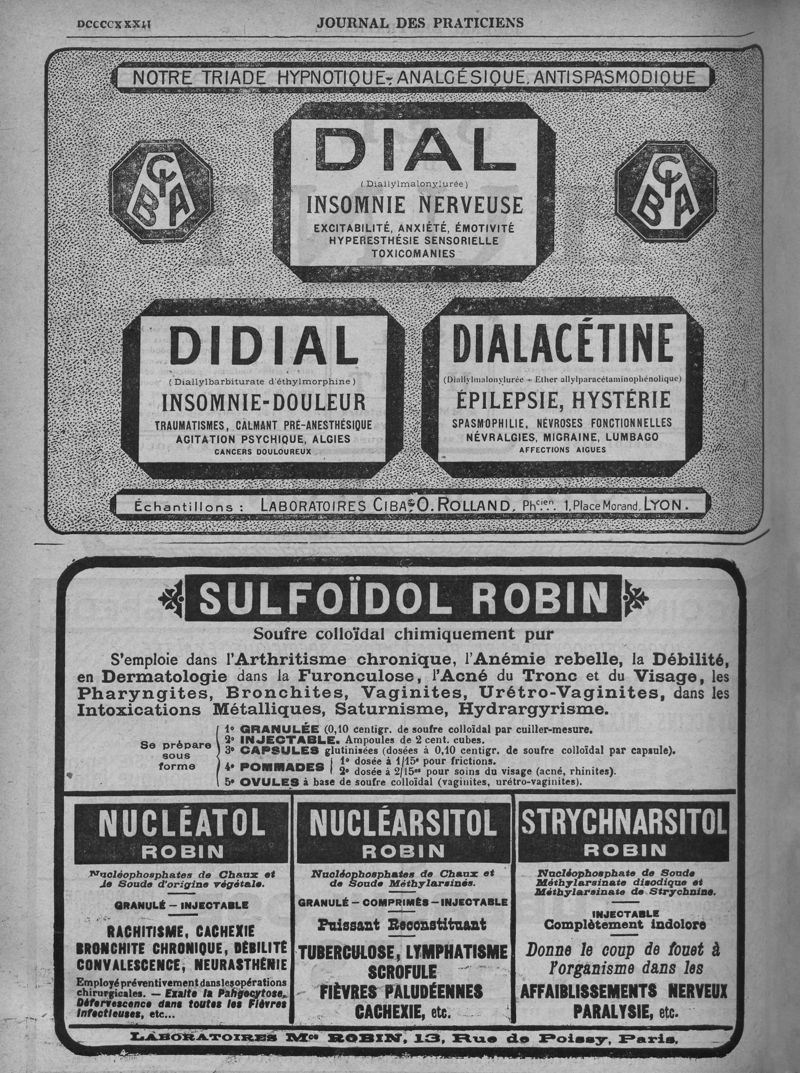 DCCCCXXXII
JOURNAL DES PRATICIENS
NOTRE TRIADE HYPNOTIQUE-ANALGÉSIQUE, ANTISPASMODIQUE
CIBA
DIAL
(Diallylmalonylurée)
INSOMNIE NERVEUSE
EXCITABILITÉ, ANXIÉTÉ, ÉMOTIVITÉ
HYPERESTHÉSIE SENSORIELLE
TOXICOMANIES
CIBA
DIDIAL
(Diallylbarbiturate d'éthylmorphine)
INSOMNIE-DOULEUR
TRAUMATISMES, CALMANT PRÉ-ANESTHÉSIQUE
AGITATION PSYCHIQUE, ALGIES
CANCERS DOULOUREUX
DIALACÉTINE
(Diallylmalonylurée + Ether allylparacétaminophénolique)
ÉPILEPSIE, HYSTÉRIE
SPASMOPHILIE, NÉVROSES FONCTIONNELLES
NÉVRALGIES, MIGRAINE, LUMBAGO
AFFECTIONS AIGUES
Échantillons : LABORATOIRES CIBA, O. ROLLAND, Phcien, 1, Place Morand, LYON.
SULFOÏDOL ROBIN
Soufre colloïdal chimiquement pur
S'emploie dans l'Arthritisme chronique, l'Anémie rebelle, la Débilité,
en Dermatologie dans la Furonculose, l'Acné du Tronc et du Visage, les
Pharyngites, Bronchites, Vaginites, Urétro-Vaginites, dans les
Intoxications Métalliques, Saturnisme, Hydrargyrisme.
Se prépare
sous
forme
1° GRANULÉE (0,10 centigr. de soufre colloïdal par cuiller-mesure.
2° INJECTABLE. Ampoules de 2 cent. cubes.
3° CAPSULES glutinisées (dosées à 0,10 centigr. de soufre colloïdal par capsule).
4° POMMADES
1° dosée à 1/15e pour frictions.
2° dosée à 2/15es pour soins du visage (acné, rhinites).
5° OVULES à base de soufre colloïdal (vaginites, urétro-vaginites).
NUCLÉATOL
ROBIN
Nucléophosphates de Chaux et
de Soude d'origine végétale.
GRANULÉ – INJECTABLE
RACHITISME, CACHEXIE
BRONCHITE CHRONIQUE, DÉBILITÉ
CONVALESCENCE, NEURASTHÉNIE
Employé préventivement dans les opérations
chirurgicales. — Exalte la Pahgocytose,
Défervescence dans toutes les Fièvres
Infectieuses, etc...
NUCLÉARSITOL
ROBIN
Nucléophosphates de Chaux et
de Soude Méthylarsinés.
GRANULÉ – COMPRIMÉS – INJECTABLE
Puissant Reconstituant
TUBERCULOSE, LYMPHATISME
SCROFULE
FIÈVRES PALUDÉENNES
CACHEXIE, etc.
STRYCHNARSITOL
ROBIN
Nucléophosphate de Soude
Méthylarsinate disodique et
Méthylarsinate de Strychnine.
INJECTABLE
Complètement indolore
Donne le coup de fouet à
l'organisme dans les
AFFAIBLISSEMENTS NERVEUX
PARALYSIE, etc.
LABORATOIRES Mce ROBIN, 13, Rue de Poissy, Paris.